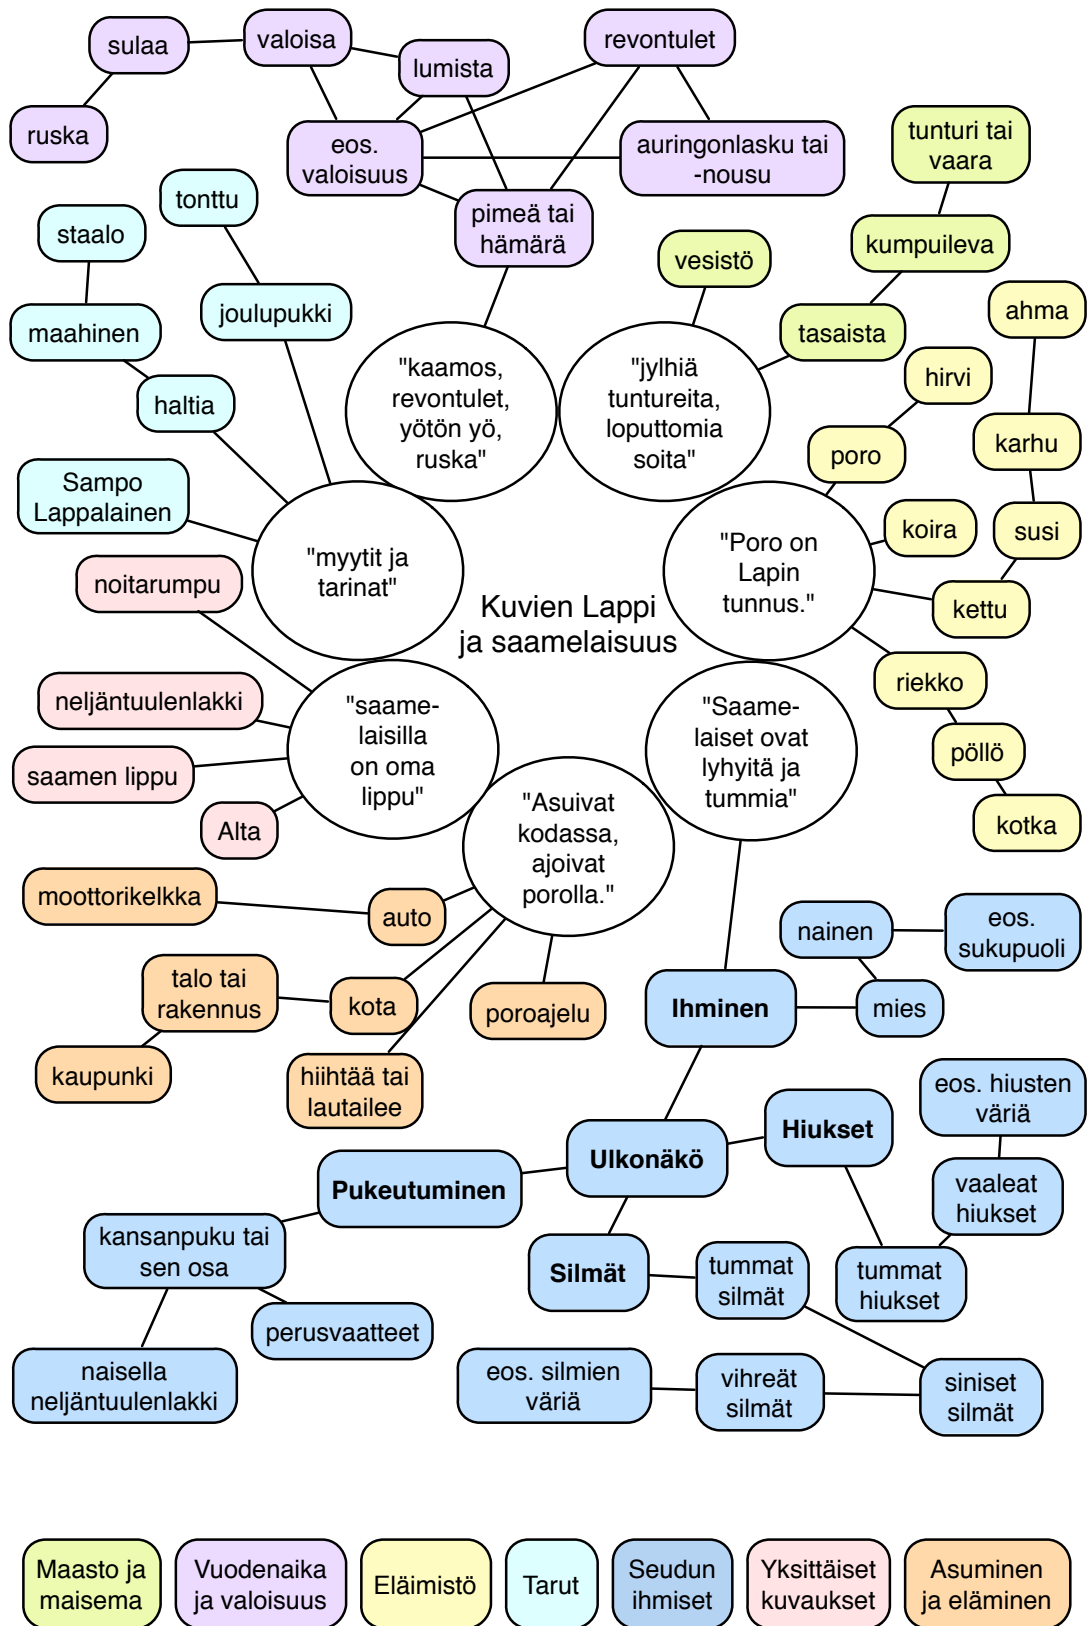 sulaa
valoisa
revontulet
lumista
ruska
eos.
valoisuus
auringonlasku tai
-nousu
tunturi tai
vaara
tonttu
pimeä tai
hämärä
staalo
vesistö
kumpuileva
maahinen
joulupukki
tasaista
ahma
haltia
"kaamos,
revontulet,
yötön yö,
ruska"
"jylhiä
tuntureita,
loputtomia
soita"
hirvi
poro
karhu
Sampo
Lappalainen
koira
susi
"myytit ja
tarinat"
"Poro on
Lapin
tunnus."
noitarumpu
kettu
Kuvien Lappi
ja saamelaisuus
riekko
neljäntuulenlakki
"saame-
laisilla
on oma
lippu"
"Saame-
laiset ovat
lyhyitä ja
tummia"
pöllö
saamen lippu
kotka
Alta
"Asuivat
kodassa,
ajoivat
porolla."
moottorikelkka
auto
nainen
eos.
sukupuoli
talo tai
rakennus
kota
poroajelu
Ihminen
mies
kaupunki
hiihtää tai
lautailee
eos. hiusten
väriä
Hiukset
Ulkonäkö
Pukeutuminen
vaaleat
hiukset
kansanpuku tai
sen osa
Silmät
tummat
silmät
tummat
hiukset
perusvaatteet
naisella
neljäntuulenlakki
eos. silmien
väriä
vihreät
silmät
siniset
silmät
Maasto ja
maisema
Vuodenaika
ja valoisuus
Eläimistö
Tarut
Seudun
ihmiset
Yksittäiset
kuvaukset
Asuminen
ja eläminen